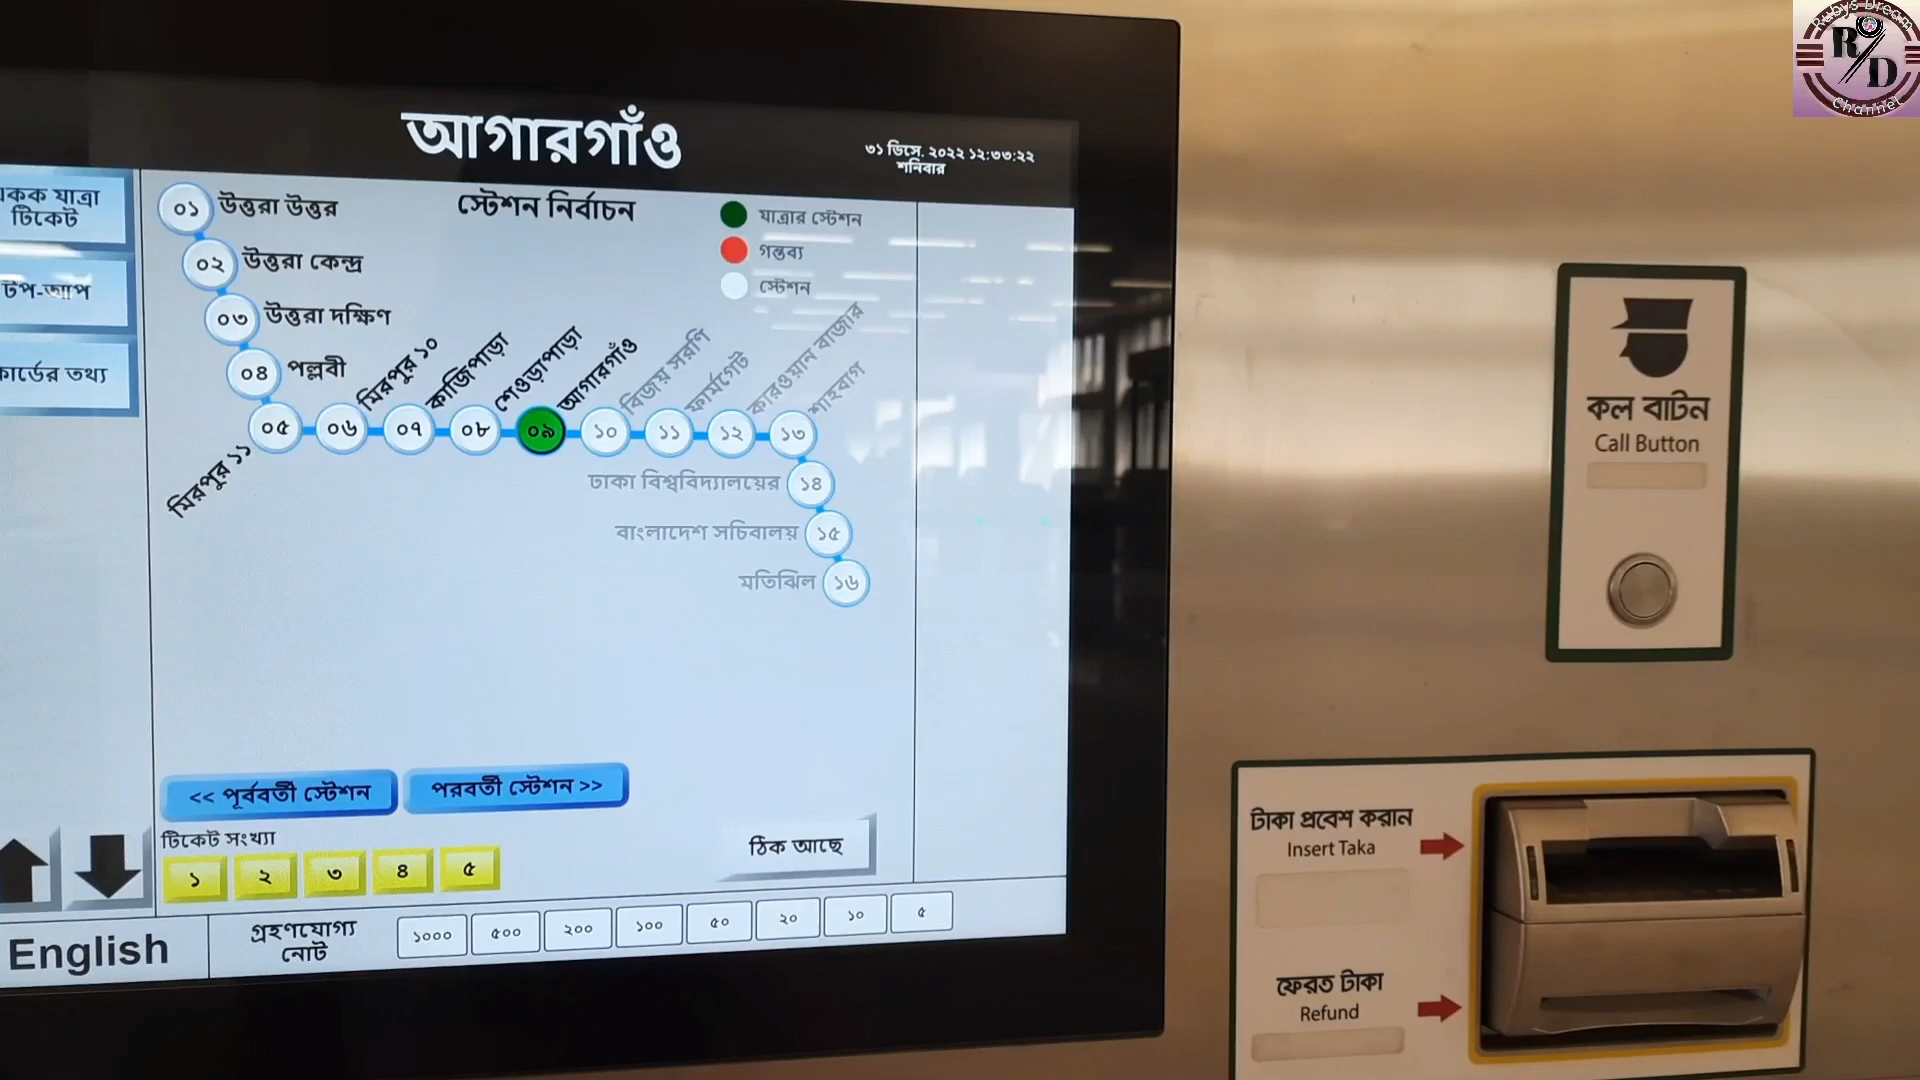 Rubys Dream
R D
Channel
আগারগাঁও
৩১ ডিসে. ২০২২ ১২:৩৩:২২
শনিবার
যাত্রা
টিকেট
টপ-আপ
কার্ডের তথ্য
স্টেশন নির্বাচন
যাত্রার স্টেশন
গন্তব্য
স্টেশন
০১ উত্তরা উত্তর
০২ উত্তরা কেন্দ্র
০৩ উত্তরা দক্ষিণ
০৪ পল্লবী
০৫ মিরপুর ১১
০৬ মিরপুর ১০
০৭ কাজিপাড়া
০৮ শেওড়াপাড়া
০৯ আগারগাঁও
১০ বিজয় সরণি
১১ ফার্মগেট
১২ কারওয়ান বাজার
১৩ শাহবাগ
ঢাকা বিশ্ববিদ্যালয়ের ১৪
বাংলাদেশ সচিবালয় ১৫
মতিঝিল ১৬
<< পূর্ববর্তী স্টেশন
পরবর্তী স্টেশন >>
টিকেট সংখ্যা
১ ২ ৩ ৪ ৫
ঠিক আছে
English
গ্রহণযোগ্য
নোট
১০০০ ৫০০ ২০০ ১০০ ৫০ ২০ ১০ ৫
কল বাটন
Call Button
টাকা প্রবেশ করান
Insert Taka
ফেরত টাকা
Refund